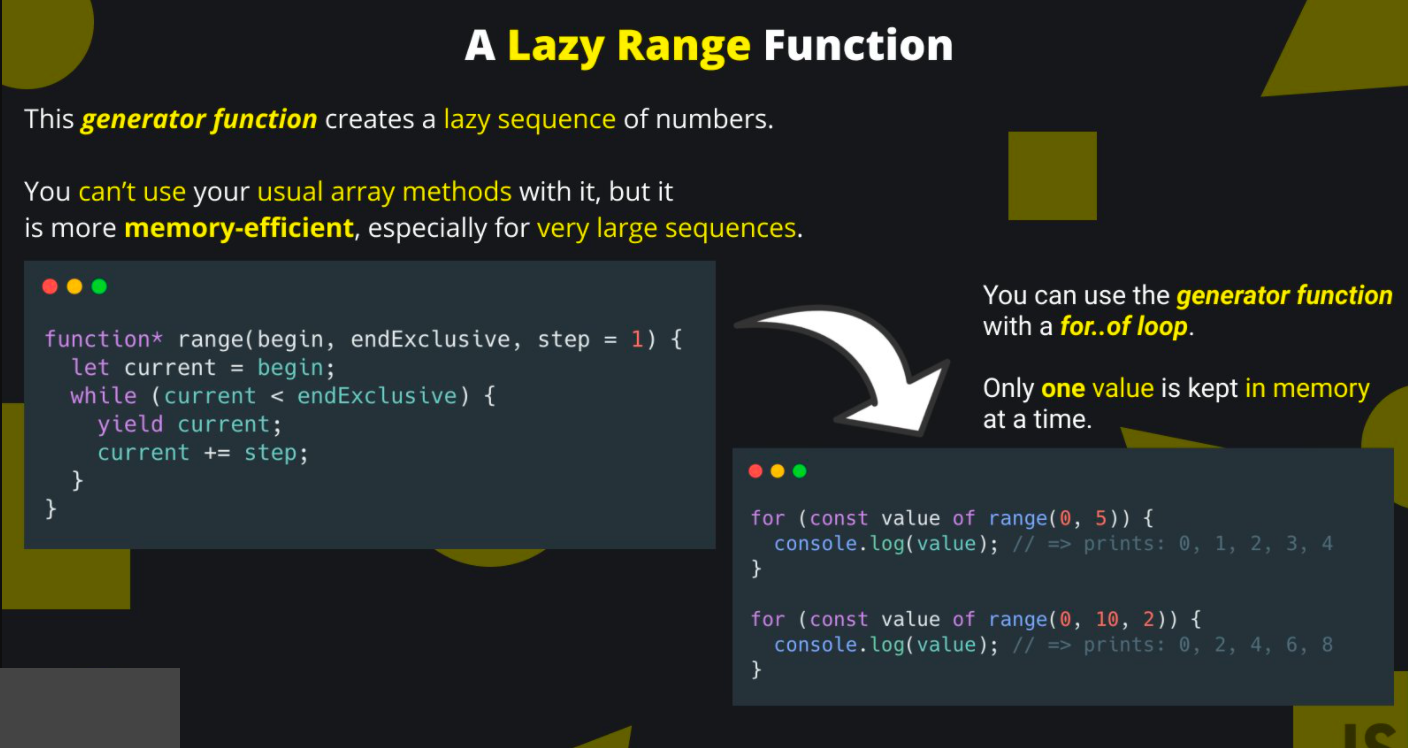 A Lazy Range Function
This generator function creates a lazy sequence of numbers.
You can’t use your usual array methods with it, but it
is more memory-efficient, especially for very large sequences.
function* range(begin, endExclusive, step = 1) {
  let current = begin;
  while (current < endExclusive) {
    yield current;
    current += step;
  }
}
You can use the generator function
with a for..of loop.
Only one value is kept in memory
at a time.
for (const value of range(0, 5)) {
  console.log(value); // => prints: 0, 1, 2, 3, 4
}
for (const value of range(0, 10, 2)) {
  console.log(value); // => prints: 0, 2, 4, 6, 8
}
JS